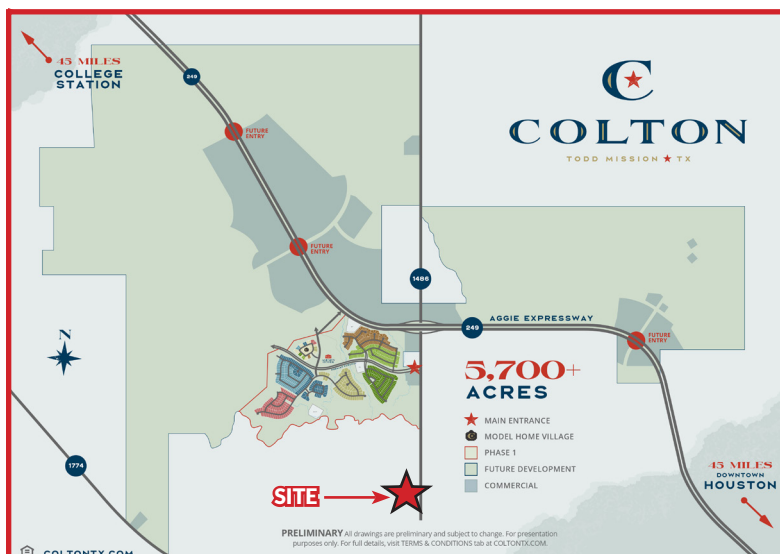 45 MILES
COLLEGE
STATION
249
FUTURE
ENTRY
C
COLTON
TODD MISSION ★ TX
FUTURE
ENTRY
1486
249
AGGIE EXPRESSWAY
FUTURE
ENTRY
N
5,700+
ACRES
MAIN ENTRANCE
MODEL HOME VILLAGE
PHASE 1
FUTURE DEVELOPMENT
COMMERCIAL
1774
45 MILES
DOWNTOWN
HOUSTON
SITE
PRELIMINARY All drawings are preliminary and subject to change. For presentation
purposes only. For full details, visit TERMS & CONDITIONS tab at COLTONTX.COM.
COLTONTX.COM